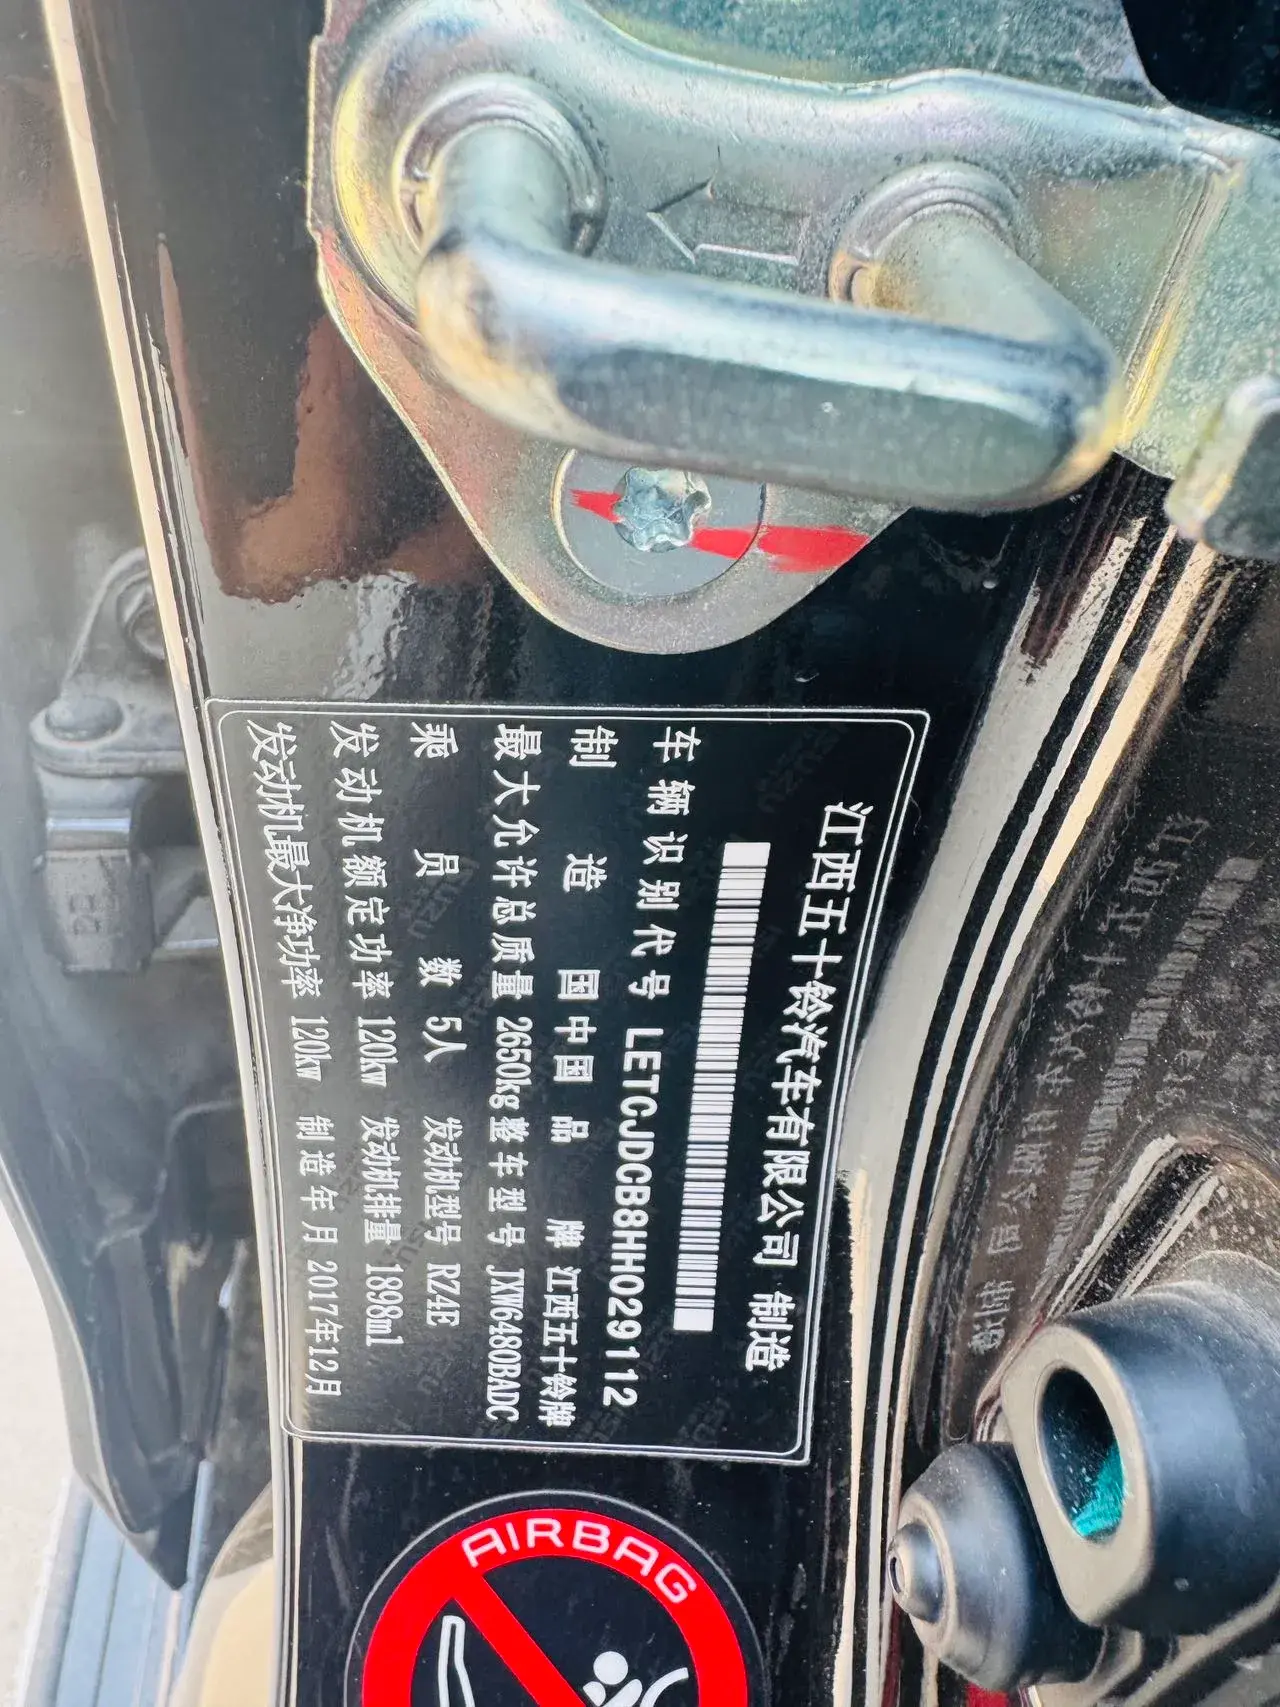 江西五十铃汽车有限公司 制造
车辆识别代号 LETCJDCB8HH029112
制造国 中国 品牌 江西五十铃牌
最大允许总质量 2650kg 整车型号 JXW6480BADC
乘员数 5人 发动机型号 RZ4E
发动机额定功率 120kw 发动机排量 1898ml
发动机最大净功率 120kw 制造年月 2017年12月
AIRBAG